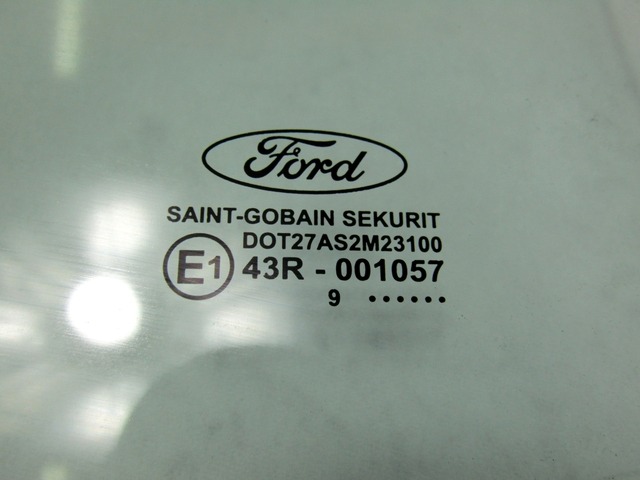 Ford
SAINT-GOBAIN SEKURIT
DOT27AS2M23100
E1 43R - 001057
9 ••••••